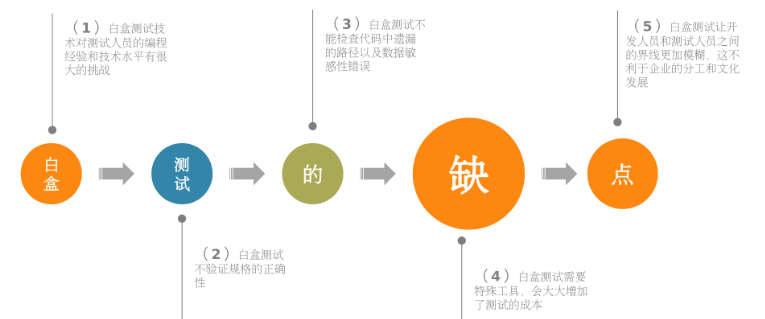 （1）白盒测试技
术对测试人员的编程
经验和技术水平有很
大的挑战
（3）白盒测试不
能检查代码中遗漏
的路径以及数据敏
感性错误
（5）白盒测试让开
发人员和测试人员之间
的界线更加模糊，这不
利于企业的分工和文化
发展
白
盒
测
试
的
缺
点
（2）白盒测试
不验证规格的正确
性
（4）白盒测试需要
特殊工具，会大大增加
了测试的成本